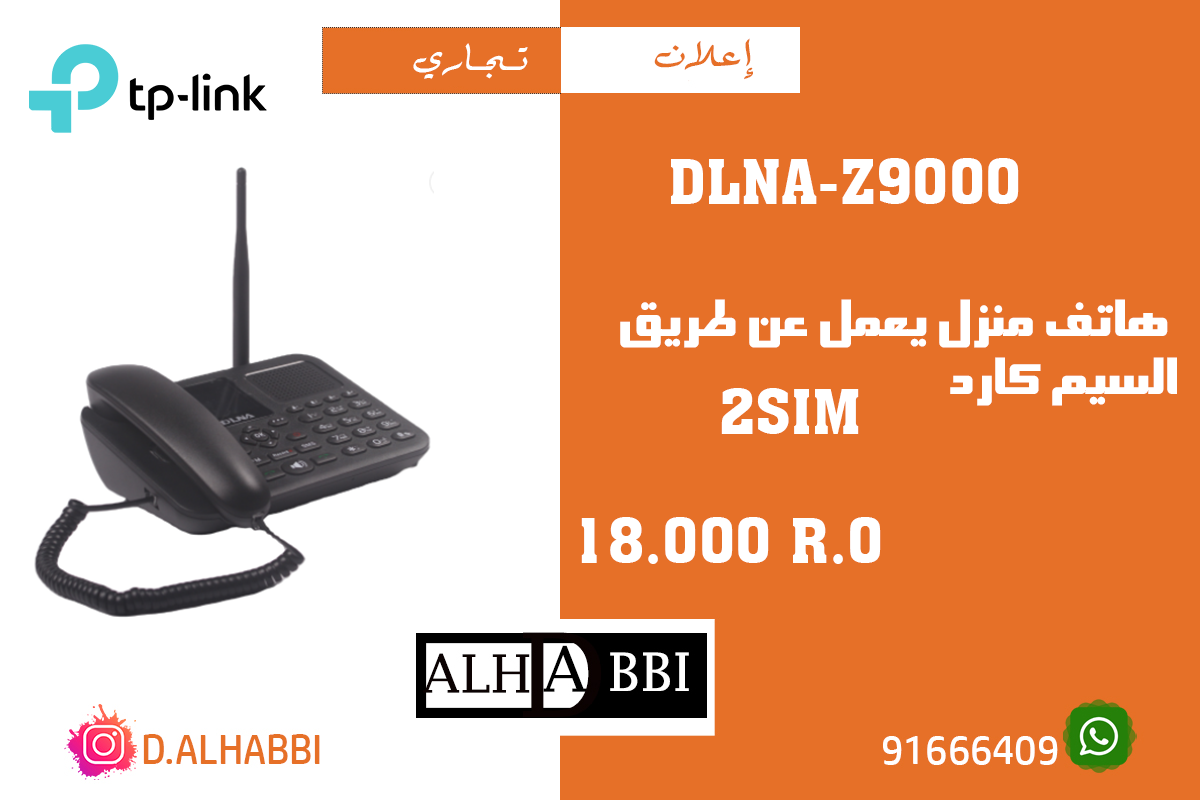 إعلان تجاري
tp-link
DLNA-Z9000
هاتف منزل يعمل عن طريق
السيم كارد
2SIM
DLNA
18.000 R.O
ALHABBI
D.ALHABBI
91666409